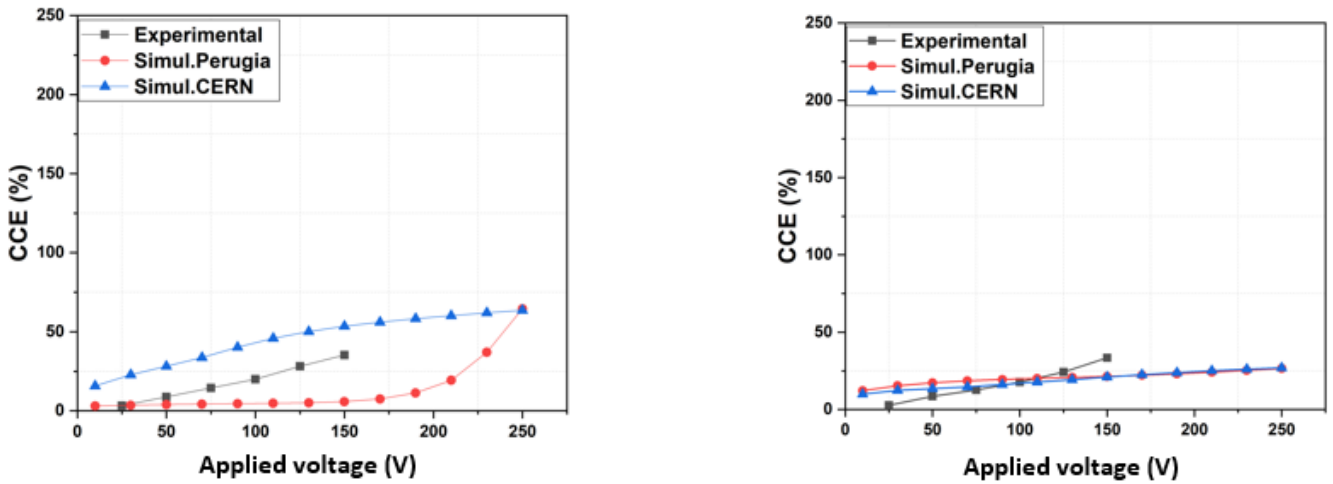 Experimental
Simul.Perugia
Simul.CERN
250
200
150
100
50
0
CCE (%)
0 50 100 150 200 250
Applied voltage (V)
Experimental
Simul.Perugia
Simul.CERN
250
200
150
100
50
0
CCE (%)
0 50 100 150 200 250
Applied voltage (V)